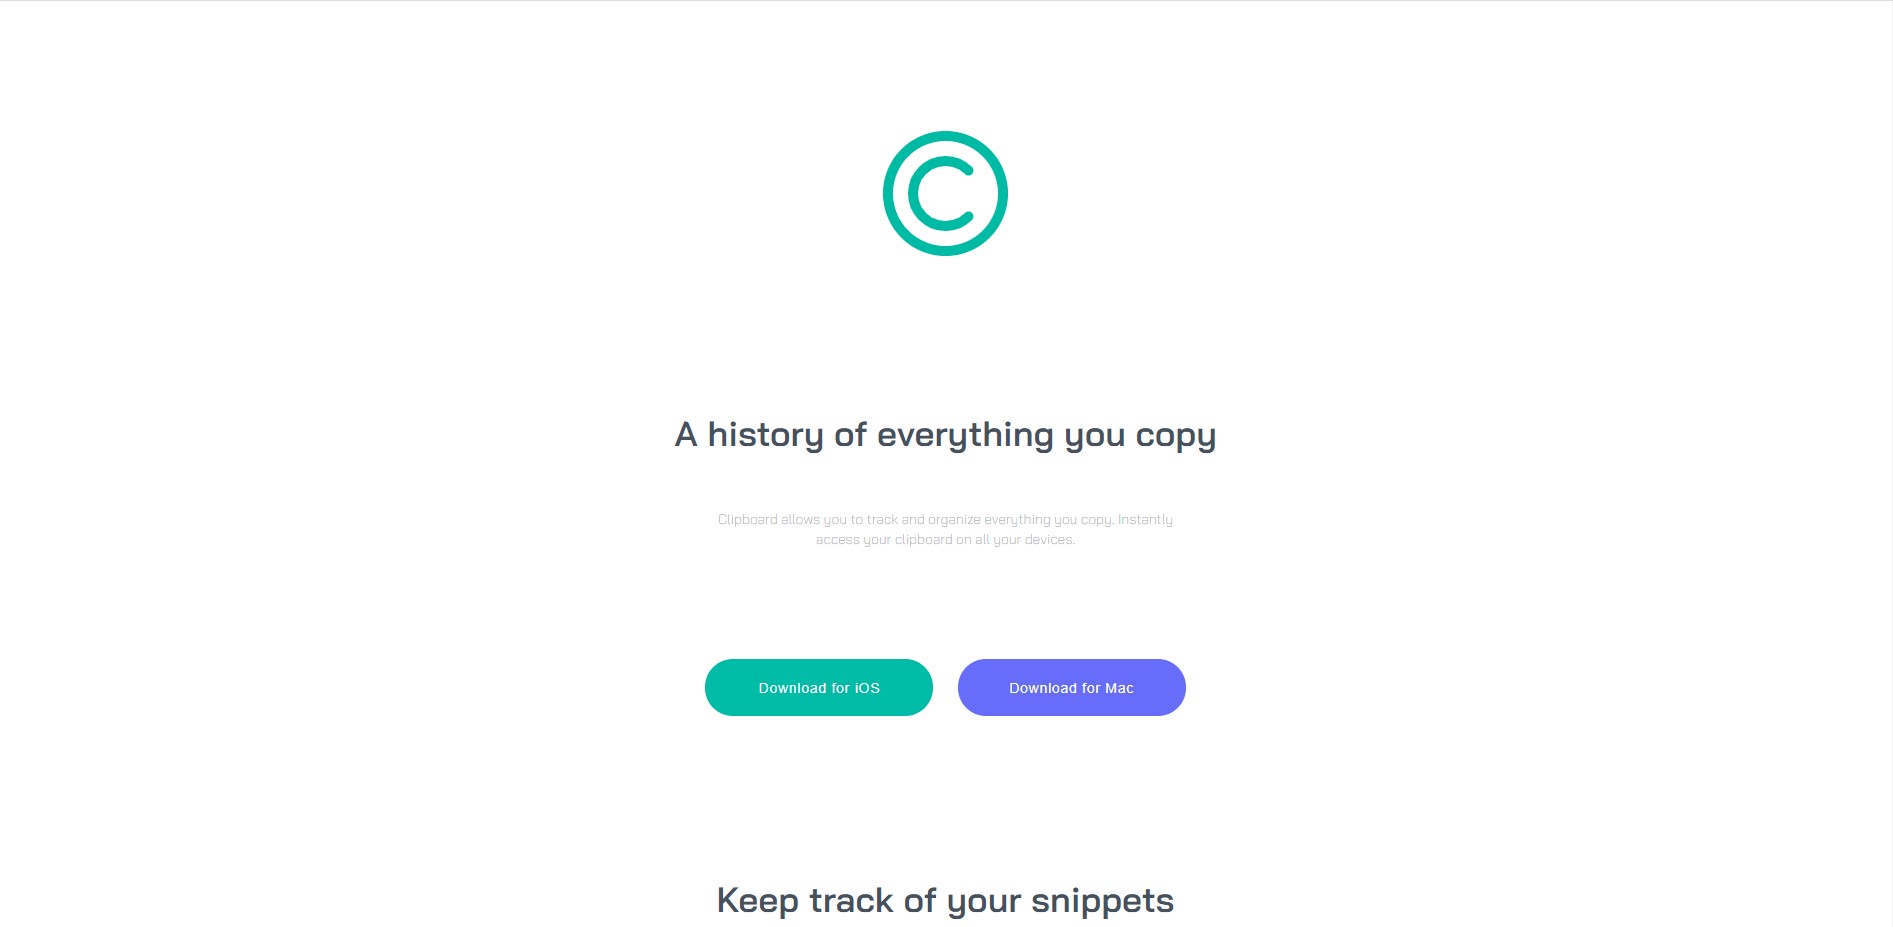 A history of everything you copy
Clipboard allows you to track and organize everything you copy. Instantly
access your clipboard on all your devices.
Download for iOS
Download for Mac
Keep track of your snippets